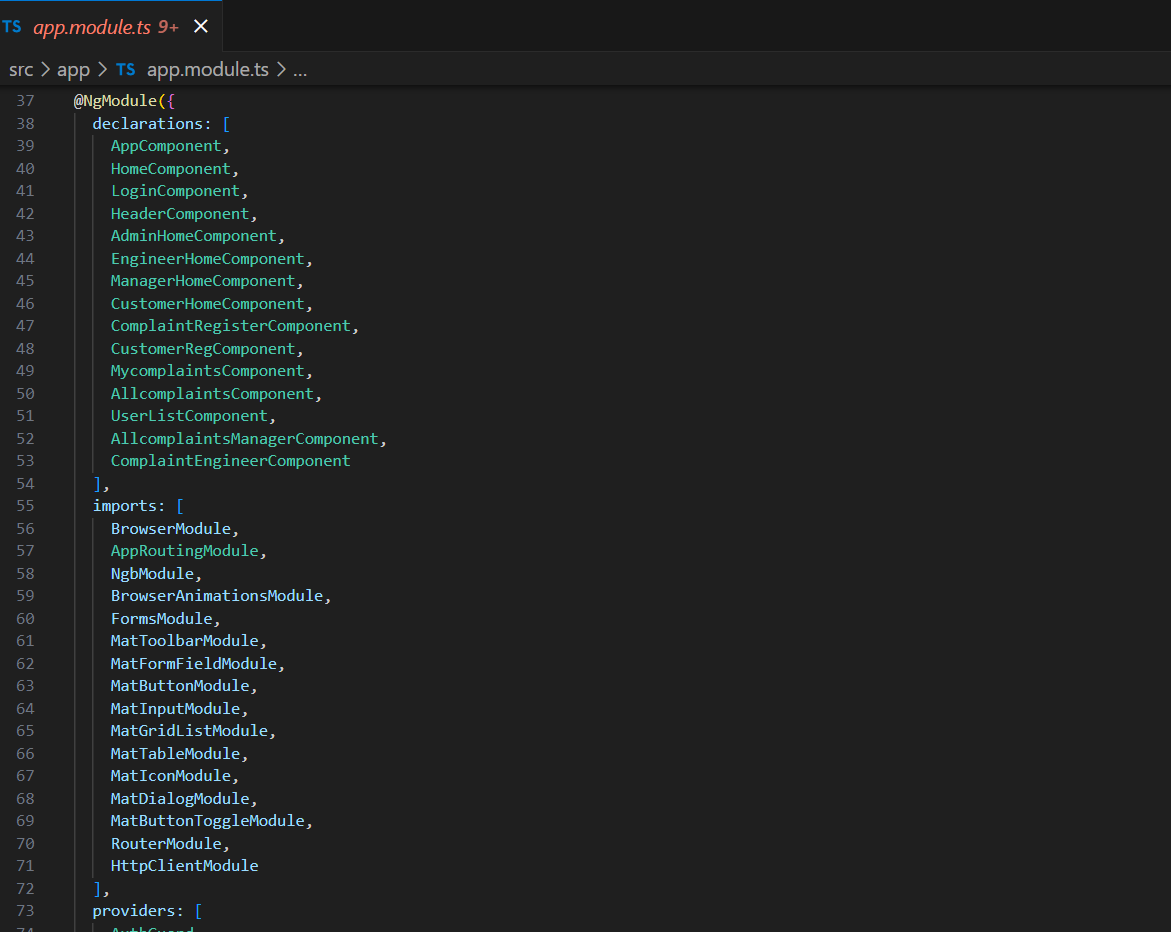 TS app.module.ts 9+ ×
src > app > TS app.module.ts > ...
37 @NgModule({
38 declarations: [
39 AppComponent,
40 HomeComponent,
41 LoginComponent,
42 HeaderComponent,
43 AdminHomeComponent,
44 EngineerHomeComponent,
45 ManagerHomeComponent,
46 CustomerHomeComponent,
47 ComplaintRegisterComponent,
48 CustomerRegComponent,
49 MycomplaintsComponent,
50 AllcomplaintsComponent,
51 UserListComponent,
52 AllcomplaintsManagerComponent,
53 ComplaintEngineerComponent
54 ],
55 imports: [
56 BrowserModule,
57 AppRoutingModule,
58 NgbModule,
59 BrowserAnimationsModule,
60 FormsModule,
61 MatToolbarModule,
62 MatFormFieldModule,
63 MatButtonModule,
64 MatInputModule,
65 MatGridListModule,
66 MatTableModule,
67 MatIconModule,
68 MatDialogModule,
69 MatButtonToggleModule,
70 RouterModule,
71 HttpClientModule
72 ],
73 providers: [
74 AuthGuard